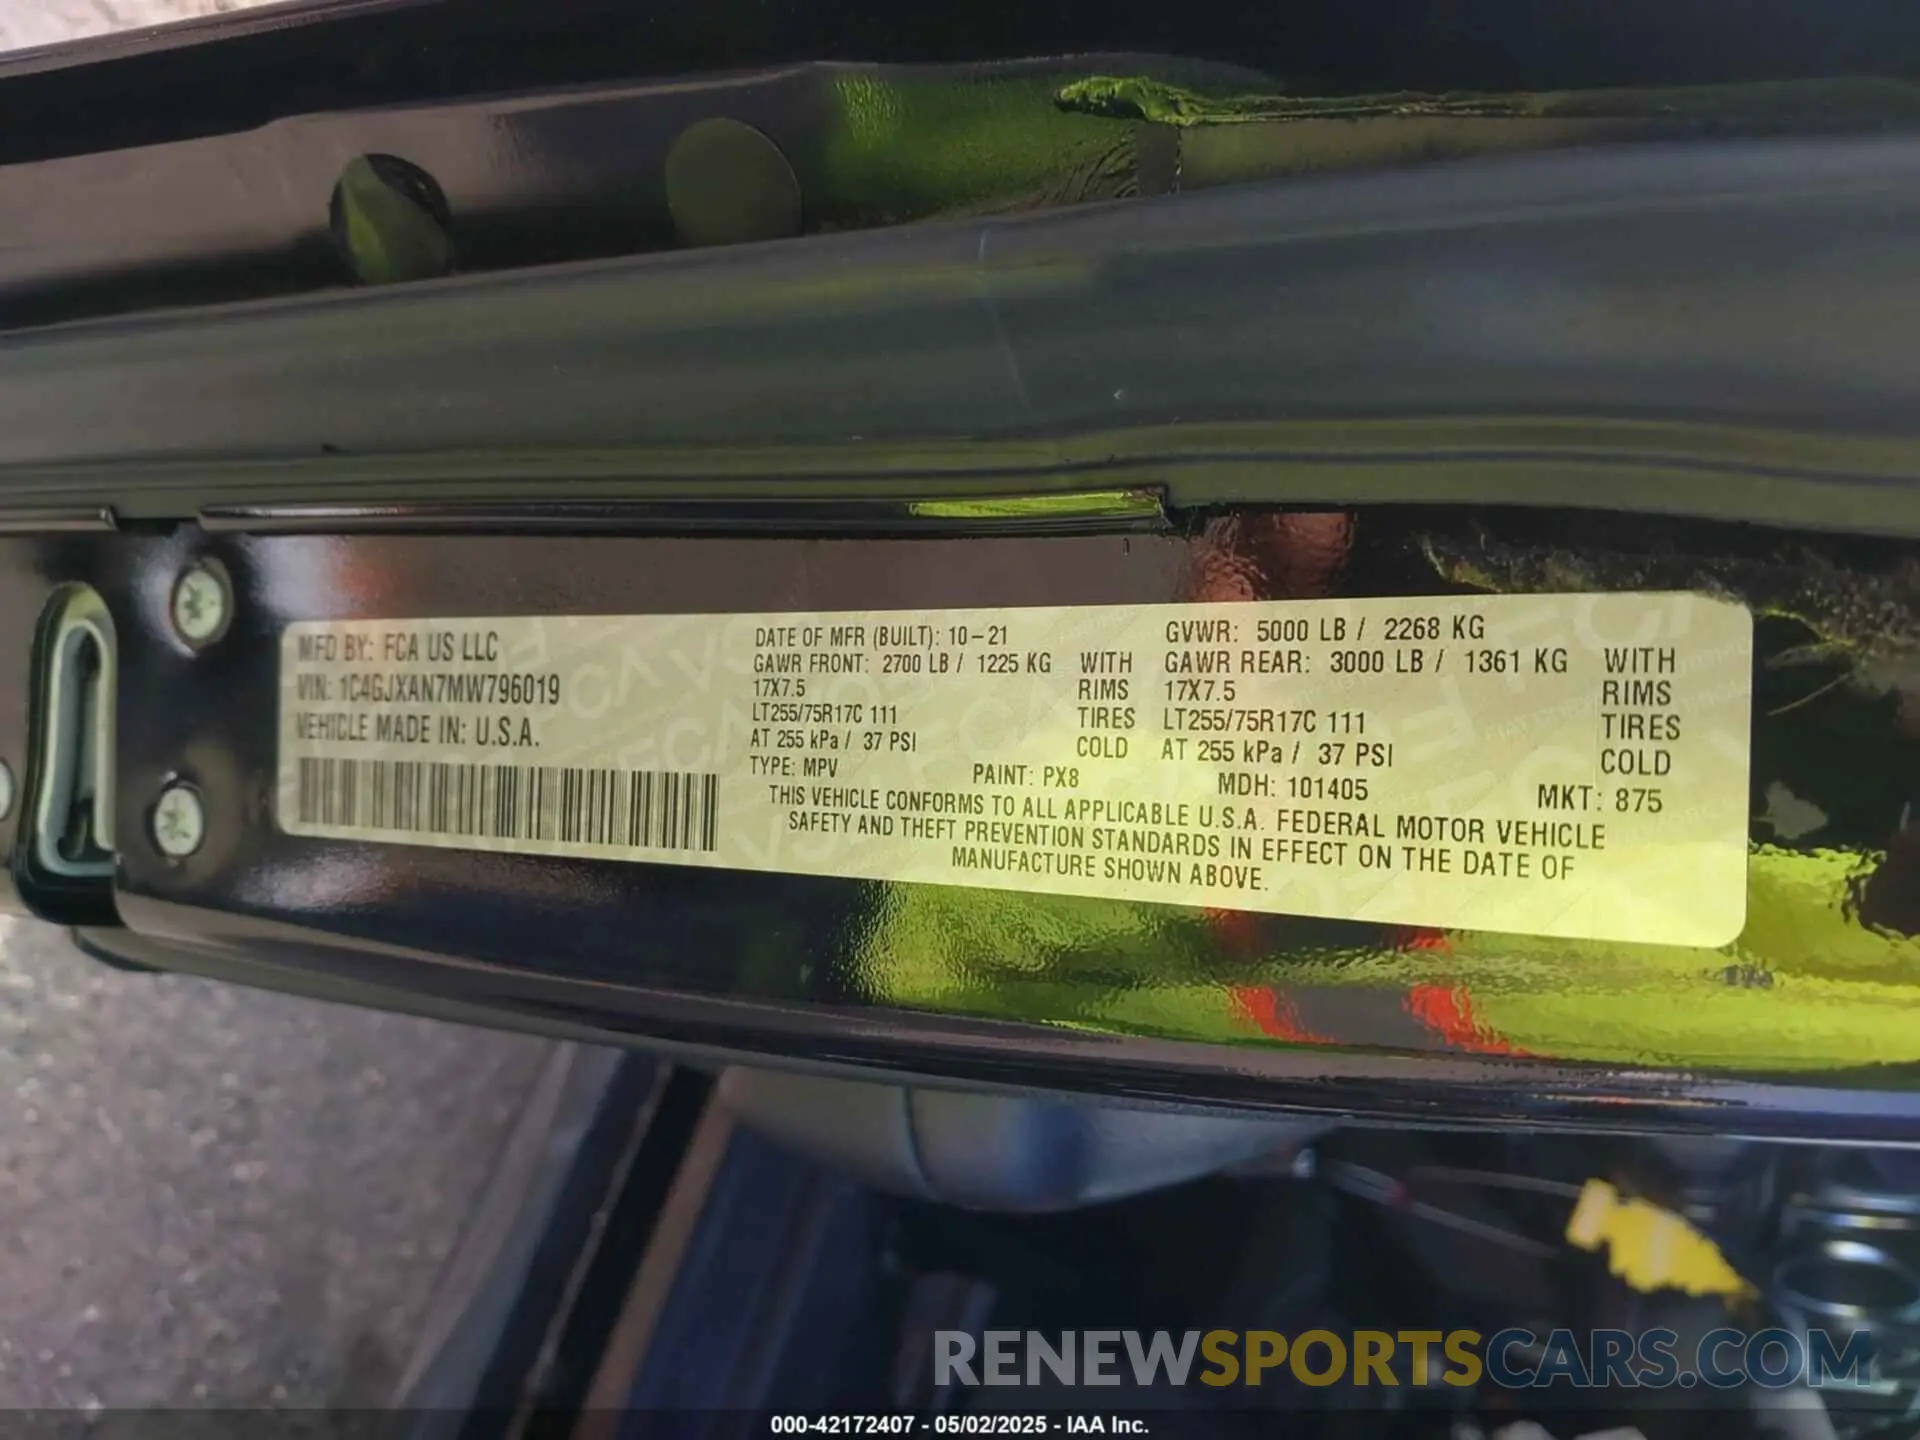 MFD BY: FCA US LLC
VIN: 1C4GJXAN7MW796019
VEHICLE MADE IN: U.S.A.
DATE OF MFR (BUILT): 10-21
GVWR: 5000 LB / 2268 KG
GAWR FRONT: 2700 LB / 1225 KG WITH
GAWR REAR: 3000 LB / 1361 KG WITH
17X7.5 RIMS
17X7.5 RIMS
LT255/75R17C 111 TIRES
LT255/75R17C 111 TIRES
AT 255 kPa / 37 PSI COLD
AT 255 kPa / 37 PSI COLD
TYPE: MPV PAINT: PX8 MDH: 101405 MKT: 875
THIS VEHICLE CONFORMS TO ALL APPLICABLE U.S.A. FEDERAL MOTOR VEHICLE
SAFETY AND THEFT PREVENTION STANDARDS IN EFFECT ON THE DATE OF
MANUFACTURE SHOWN ABOVE.
RENEWSPORTSCARS.COM
000-42172407 - 05/02/2025 - IAA Inc.